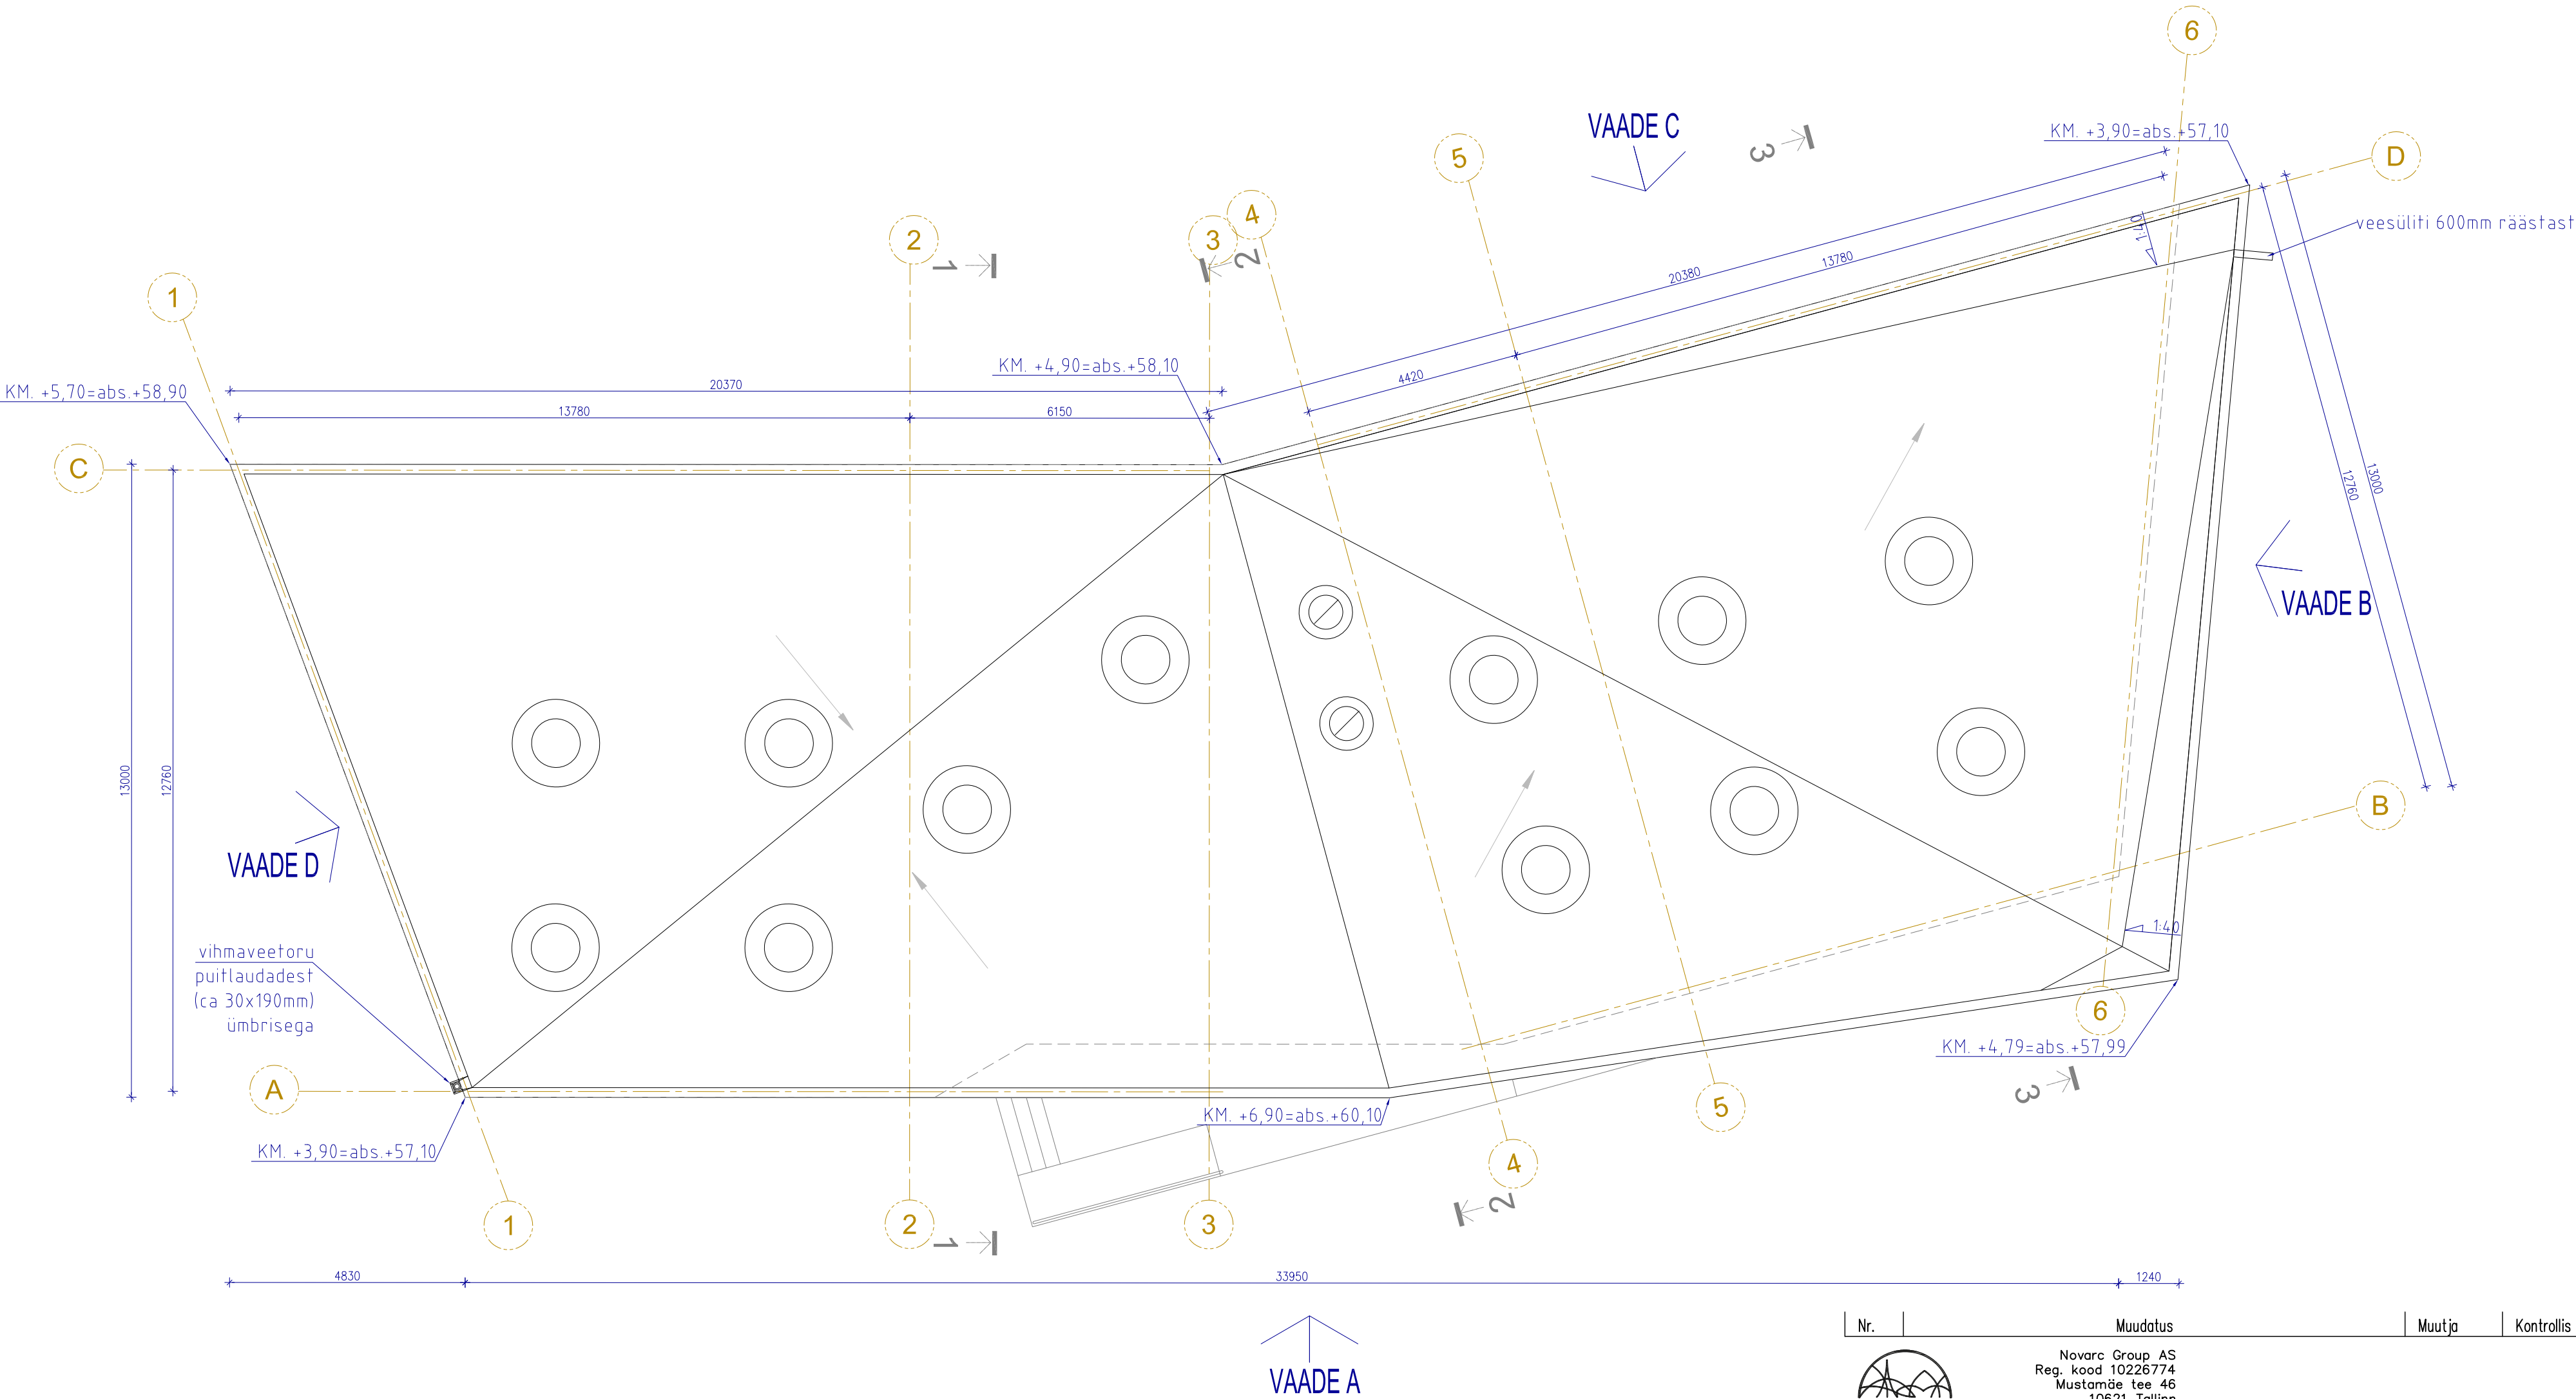 6
VAADE C
3
KM. +3,90=abs.+57,10
5
D
4
veesüliti 600mm räästast
1:40
2
3
1
2
20380
13780
1
KM. +4,90=abs.+58,10
20370
4420
KM. +5,70=abs.+58,90
13780
6150
C
12760
13000
VAADE B
13000
12760
B
VAADE D
1:40
vihmaveetoru
puitlaudadest
(ca 30x190mm)
ümbrisega
6
KM. +4,79=abs.+57,99
A
3
5
KM. +6,90=abs.+60,10
KM. +3,90=abs.+57,10
4
2
1
2
3
1
4830
33950
1240
VAADE A
Nr.
Muudatus
Muutja
Kontrollis
Novarc Group AS
Reg. kood 10226774
Mustamäe tee 46
10621 Tallinn